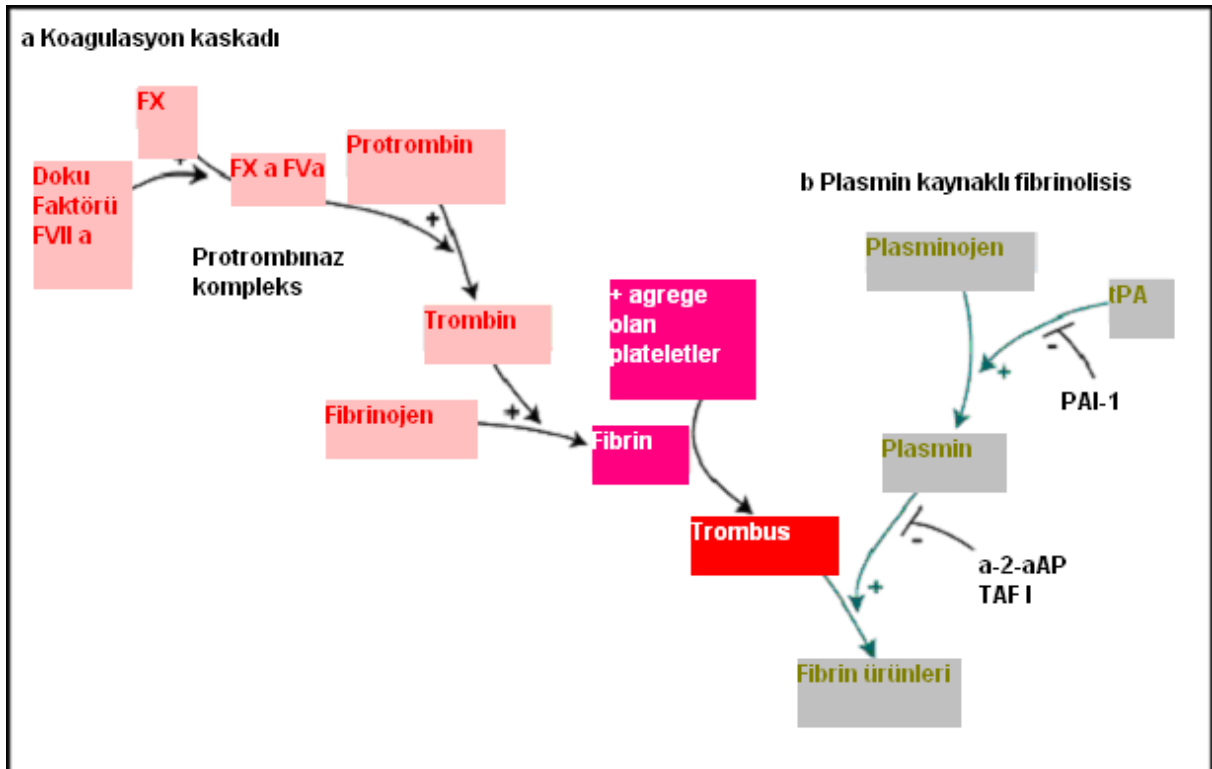 a Koagulasyon kaskadı
FX
Doku
Faktörü
FVII a
FX a FVa
Protrombin
Protrombınaz
kompleks
Trombin
Fibrinojen
+ agrege
olan
plateletler
Fibrin
Trombus
b Plasmin kaynaklı fibrinolisis
Plasminojen
tPA
PAI-1
Plasmin
a-2-aAP
TAF I
Fibrin ürünleri
+
+
+
+
-
-
+